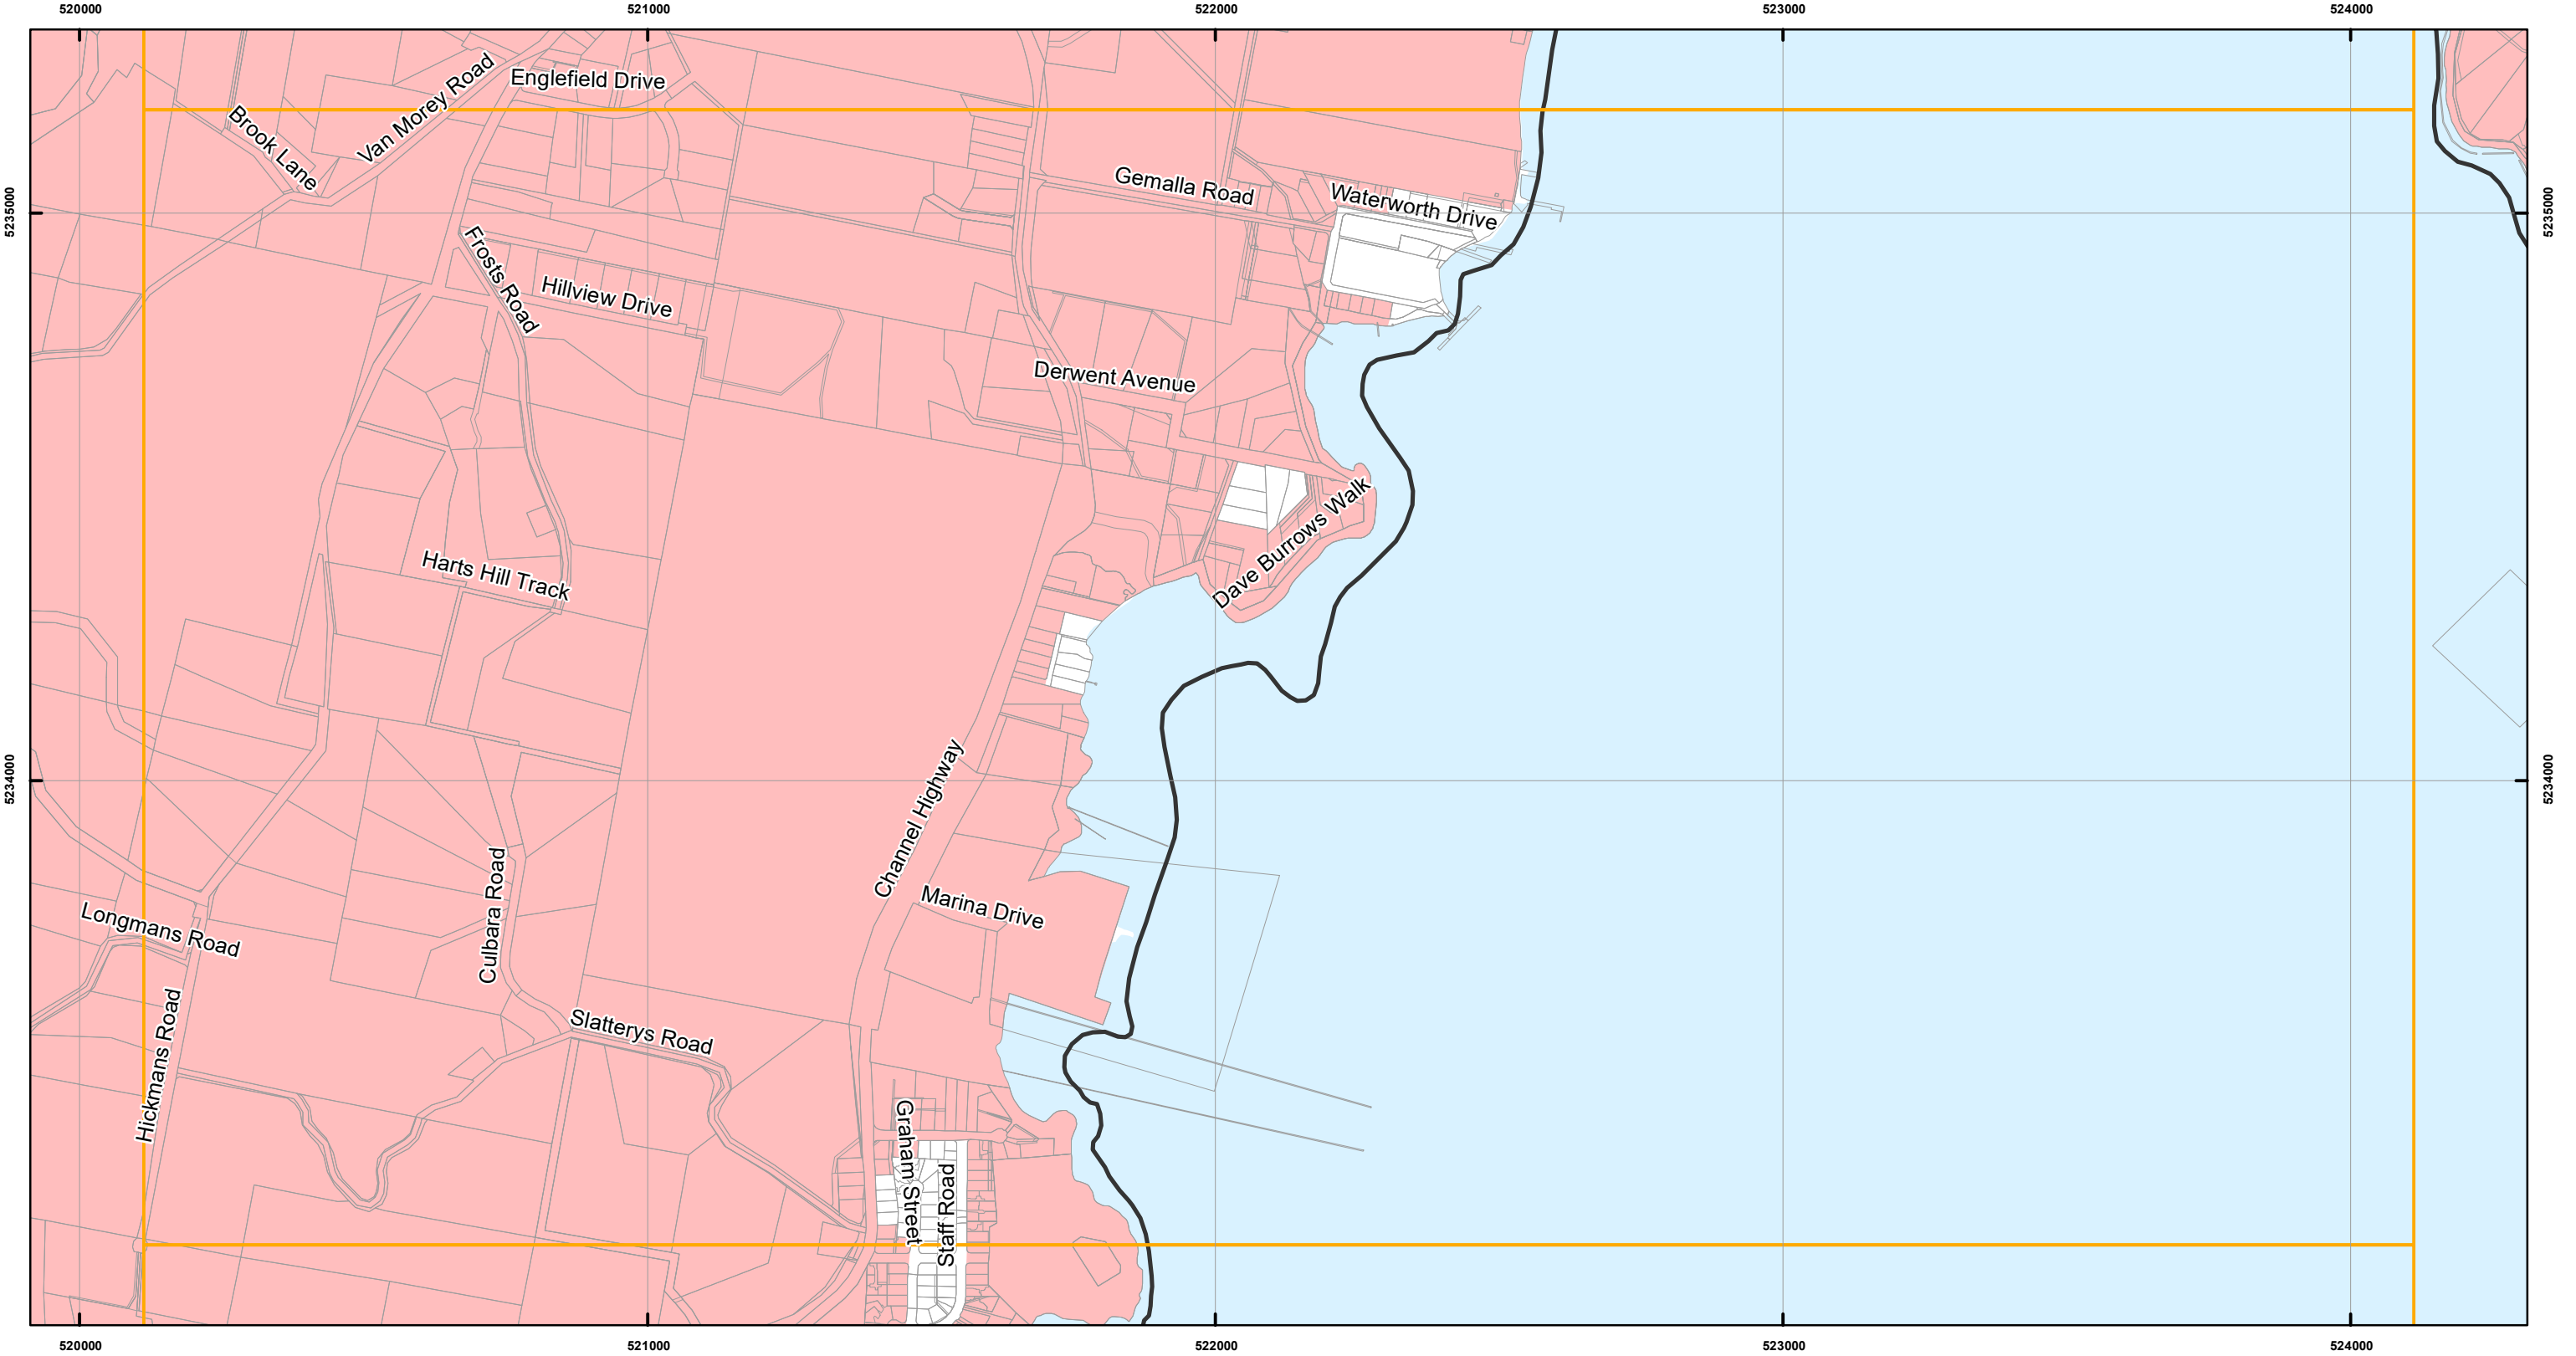 520000
521000
522000
523000
524000
Englefield Drive
Van Morey Road
Brook Lane
Gemalla Road
Waterworth Drive
5235000
5235000
Frosts Road
Hillview Drive
Derwent Avenue
Dave Burrows Walk
Harts Hill Track
5234000
5234000
Channel Highway
Culbara Road
Marina Drive
Longmans Road
Hickmans Road
Slatterys Road
Graham Street
Staff Road
520000
521000
522000
523000
524000